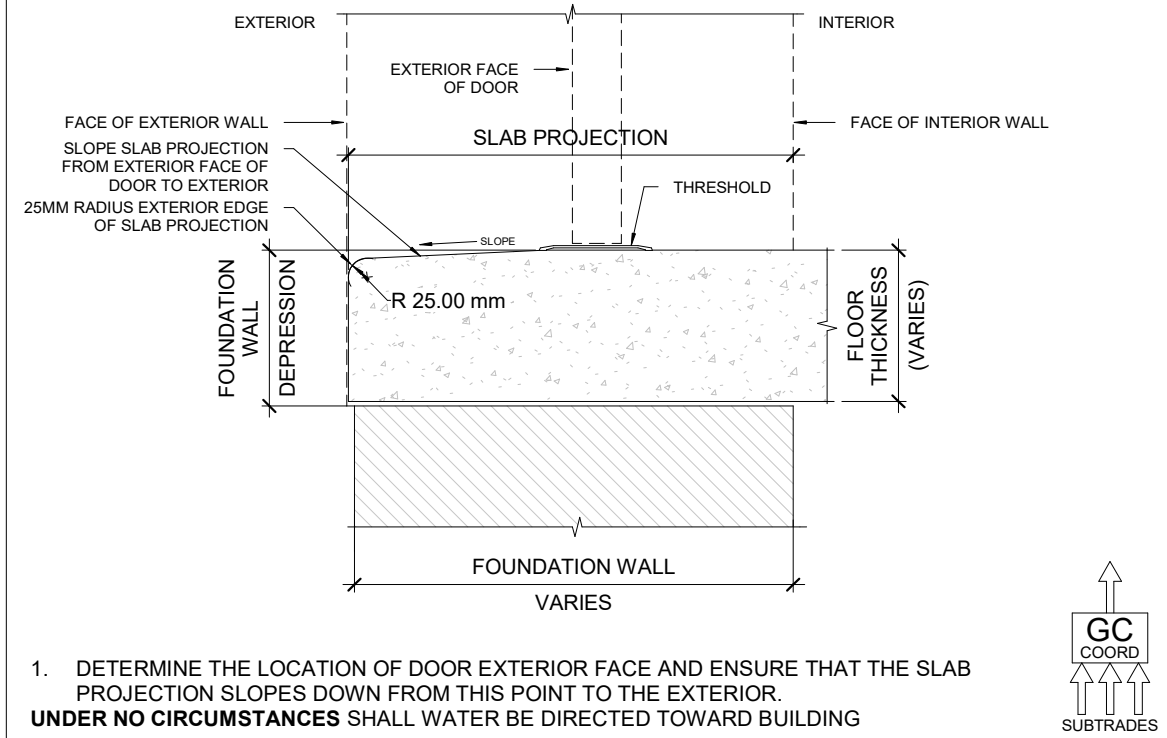 EXTERIOR
INTERIOR
EXTERIOR FACE
OF DOOR
FACE OF EXTERIOR WALL
SLAB PROJECTION
FACE OF INTERIOR WALL
SLOPE SLAB PROJECTION
FROM EXTERIOR FACE OF
DOOR TO EXTERIOR
THRESHOLD
25MM RADIUS EXTERIOR EDGE
OF SLAB PROJECTION
SLOPE
R 25.00 mm
FOUNDATION
WALL
DEPRESSION
FLOOR
THICKNESS
(VARIES)
FOUNDATION WALL
VARIES
GC
COORD
SUBTRADES
1. DETERMINE THE LOCATION OF DOOR EXTERIOR FACE AND ENSURE THAT THE SLAB
PROJECTION SLOPES DOWN FROM THIS POINT TO THE EXTERIOR.
UNDER NO CIRCUMSTANCES SHALL WATER BE DIRECTED TOWARD BUILDING